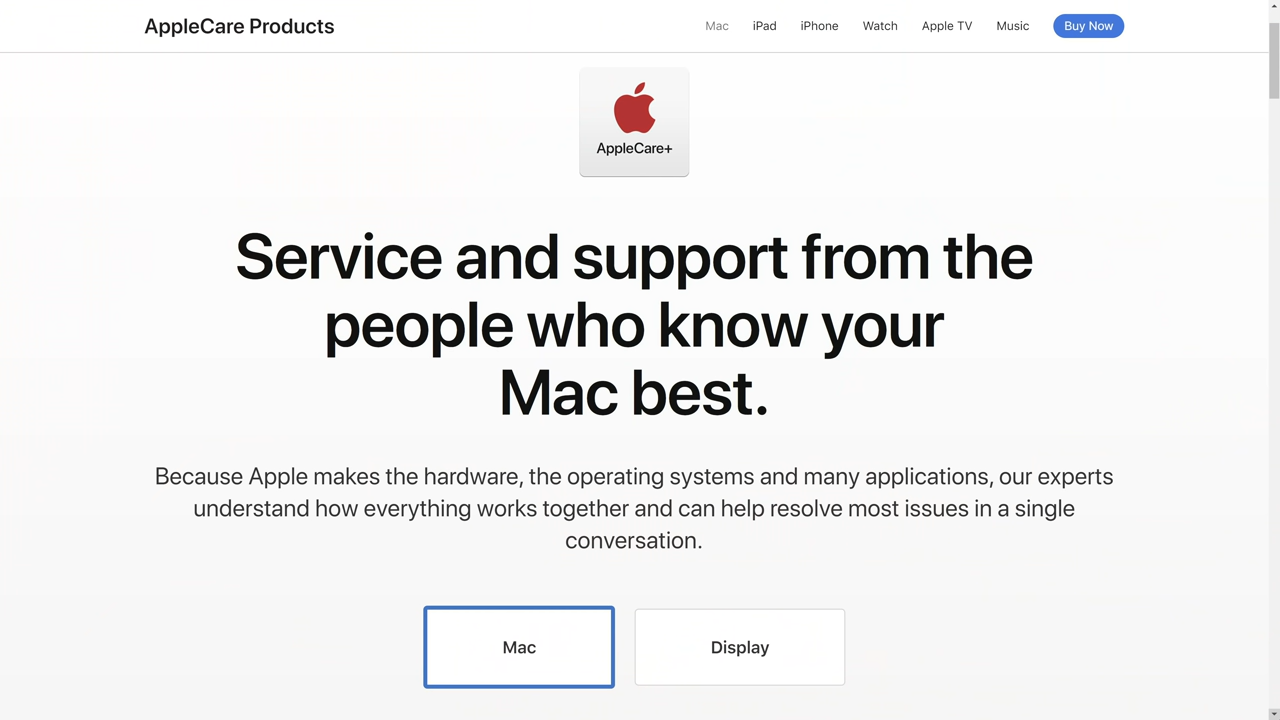 AppleCare Products
Mac
iPad
iPhone
Watch
Apple TV
Music
Buy Now
AppleCare+
Service and support from the
people who know your
Mac best.
Because Apple makes the hardware, the operating systems and many applications, our experts
understand how everything works together and can help resolve most issues in a single
conversation.
Mac
Display